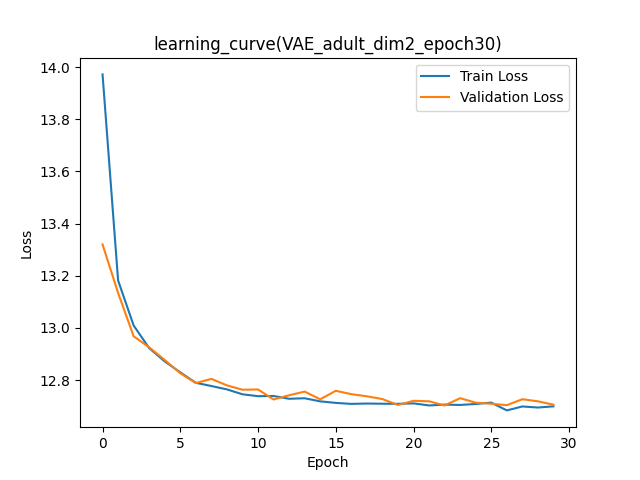 learning_curve(VAE_adult_dim2_epoch30)
Train Loss
Validation Loss
14.0
13.8
13.6
13.4
13.2
13.0
12.8
Loss
0 5 10 15 20 25 30
Epoch